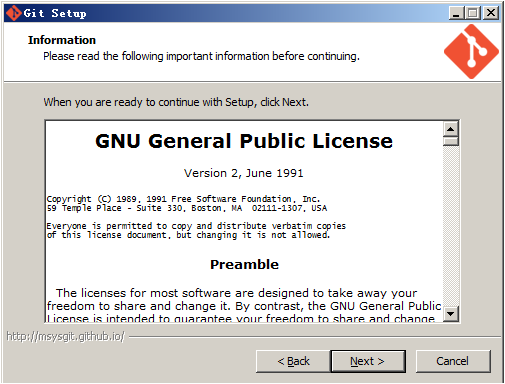 Git Setup
Information
Please read the following important information before continuing.
When you are ready to continue with Setup, click Next.
GNU General Public License
Version 2, June 1991
Copyright (C) 1989, 1991 Free Software Foundation, Inc.
59 Temple Place - Suite 330, Boston, MA  02111-1307, USA
Everyone is permitted to copy and distribute verbatim copies
of this license document, but changing it is not allowed.
Preamble
The licenses for most software are designed to take away your
freedom to share and change it. By contrast, the GNU General Public
License is intended to guarantee your freedom to share and change
http://msysgit.github.io/
< Back
Next >
Cancel